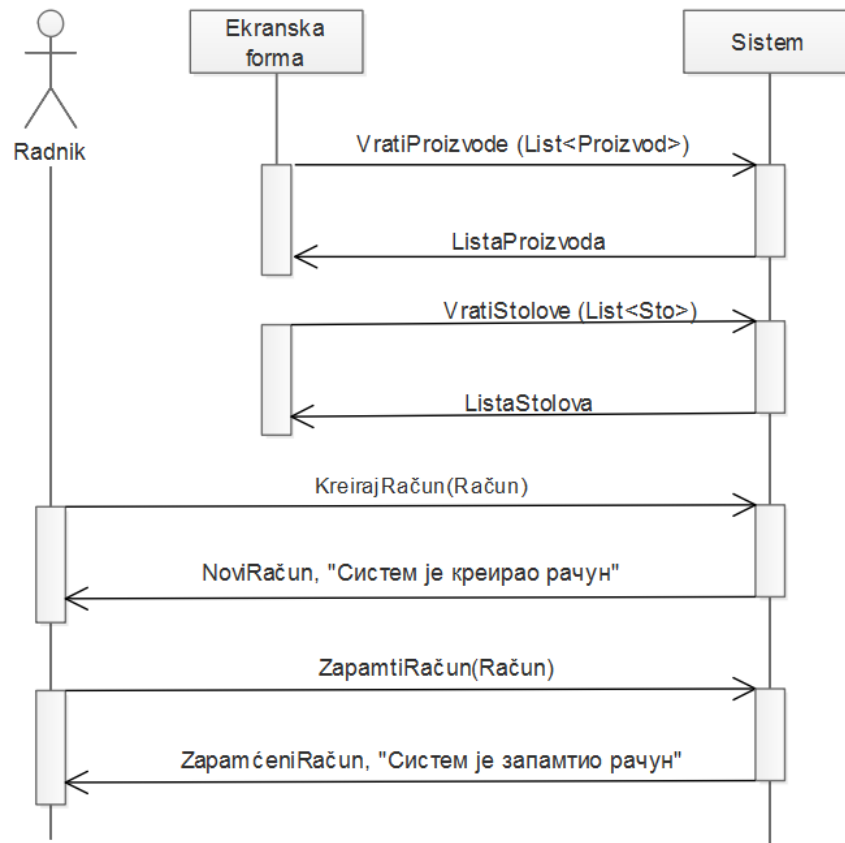 Ekranska
forma
Sistem
Radnik
VratiProizvode (List<Proizvod>)
ListaProizvoda
VratiStolove (List<Sto>)
ListaStolova
KreirajRačun(Račun)
NoviRačun, "Систем је креирао рачун"
ZapamtiRačun(Račun)
ZapamćeniRačun, "Систем је запамтио рачун"